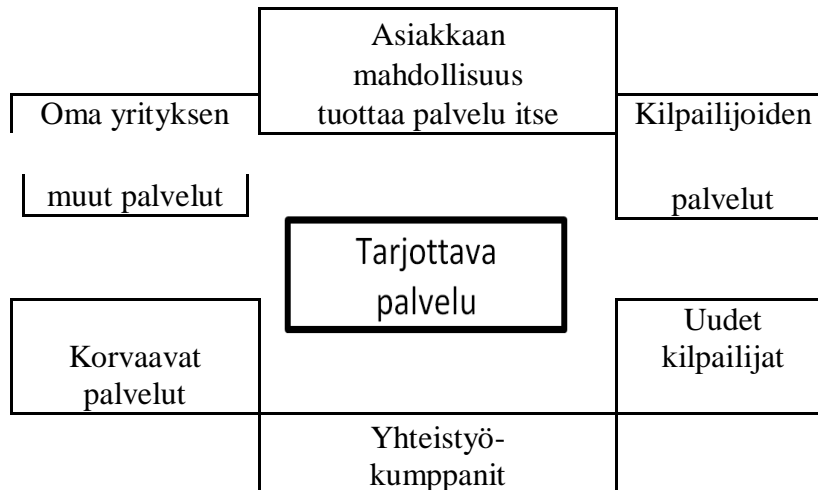 Asiakkaan
mahdollisuus
tuottaa palvelu itse
Oma yrityksen
muut palvelut
Kilpailijoiden
palvelut
Tarjottava
palvelu
Korvaavat
palvelut
Uudet
kilpailijat
Yhteistyö-
kumppanit